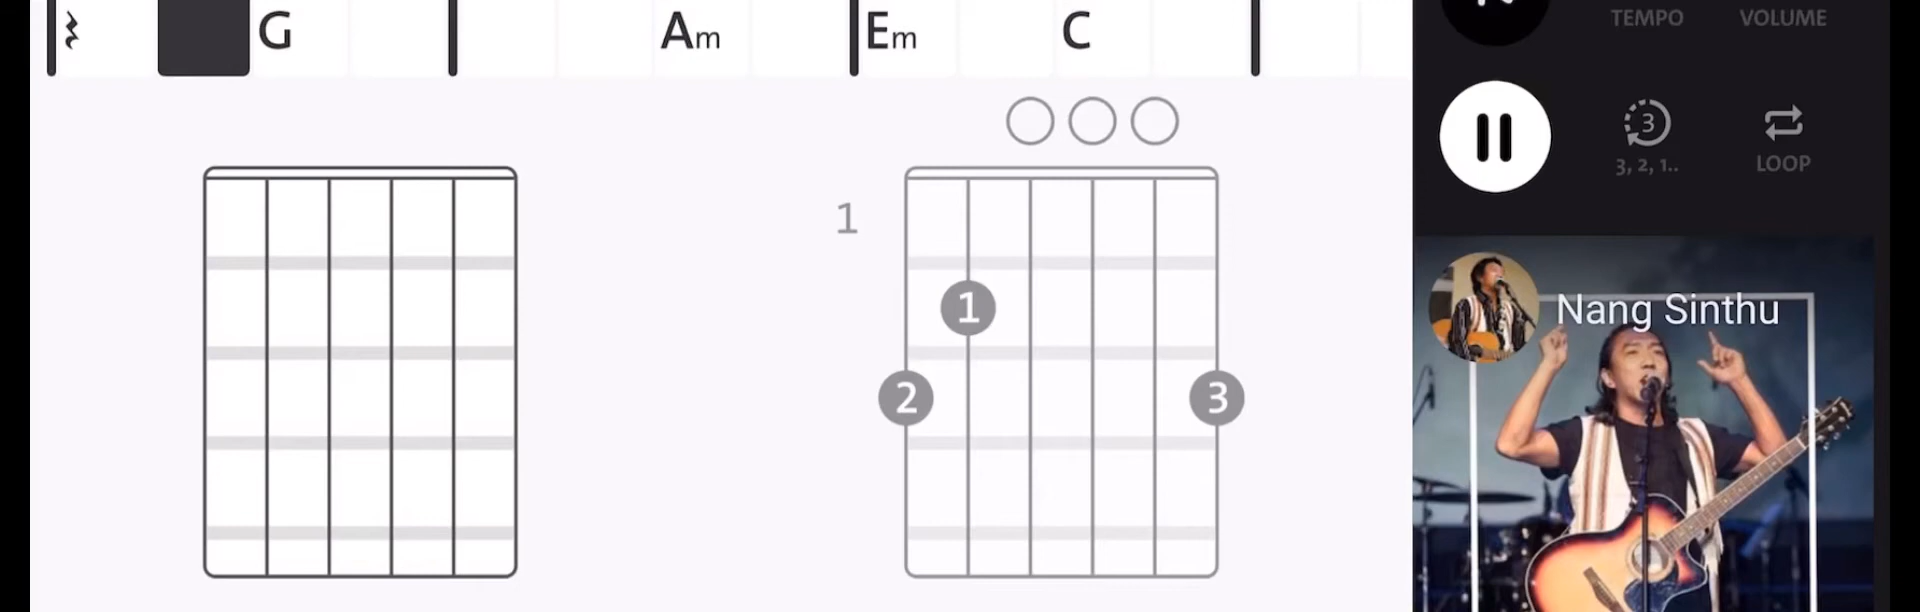 G
Am
Em
C
TEMPO
VOLUME
3
3, 2, 1..
LOOP
1
1
2
3
Nang Sinthu